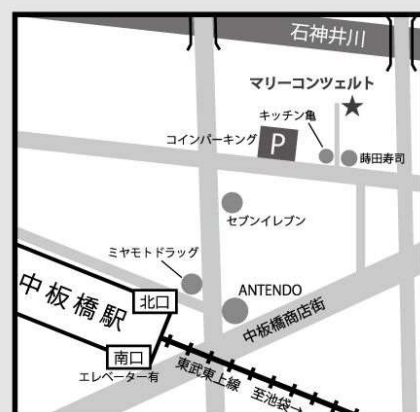 石神井川
マリーコンツェルト
キッチン亀
コインパーキング
P
蒔田寿司
セブンイレブン
ミヤモトドラッグ
ANTENDO
中板橋駅
北口
中板橋商店街
南口
エレベーター有
東武東上線 至池袋→